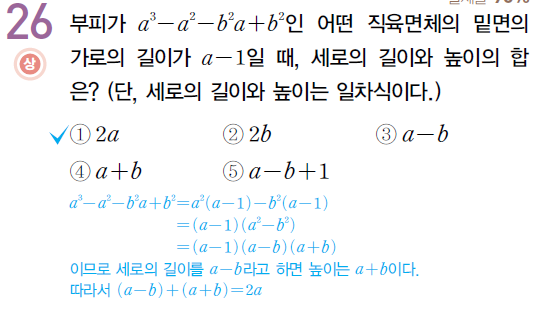 26 부피가 a³-a²-b²a+b²인 어떤 직육면체의 밑면의
상 가로의 길이가 a-1일 때, 세로의 길이와 높이의 합
은? (단, 세로의 길이와 높이는 일차식이다.)
① 2a ② 2b ③ a-b
④ a+b ⑤ a-b+1
a³-a²-b²a+b²=a²(a-1)-b²(a-1)
=(a-1)(a²-b²)
=(a-1)(a-b)(a+b)
이므로 세로의 길이를 a-b라고 하면 높이는 a+b이다.
따라서 (a-b)+(a+b)=2a